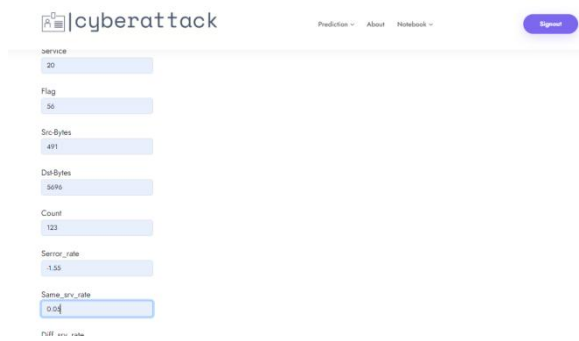 |cyberattack
Prediction
About
Notebook
Signout
Service
20
Flag
56
Src-Bytes
491
Dst-Bytes
5696
Count
123
Serror_rate
-1.55
Same_srv_rate
0.05
Diff_srv_rate